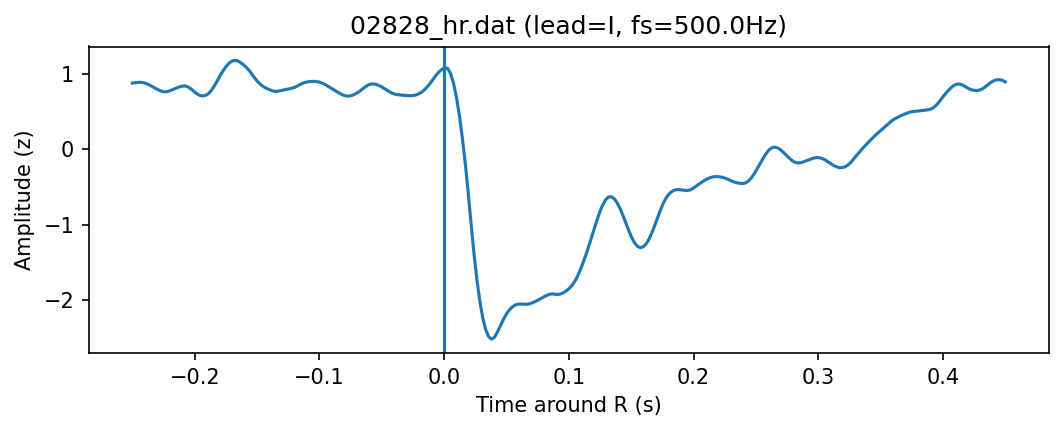 02828_hr.dat (lead=I, fs=500.0Hz)
Amplitude (z)
1
0
−1
−2
−0.2 −0.1 0.0 0.1 0.2 0.3 0.4
Time around R (s)